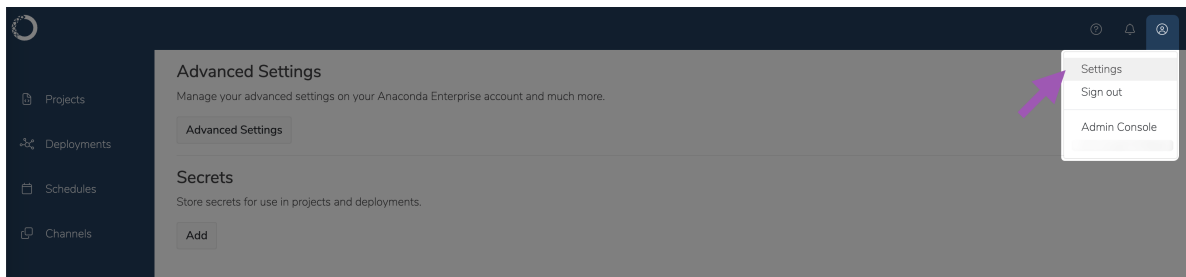 Projects
Deployments
Schedules
Channels
Advanced Settings
Manage your advanced settings on your Anaconda Enterprise account and much more.
Advanced Settings
Secrets
Store secrets for use in projects and deployments.
Add
Settings
Sign out
Admin Console